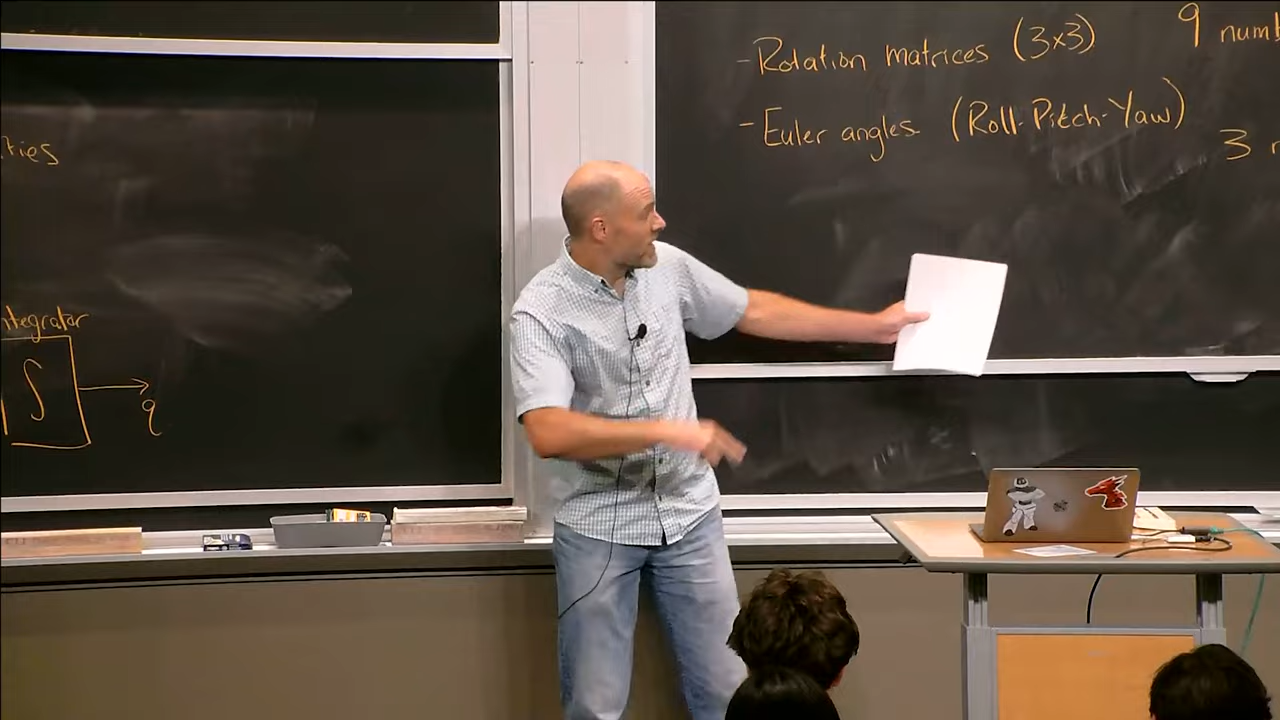 ties
ntegrator
∫
q
- Rotation matrices (3x3) 9 numb
- Euler angles (Roll-Pitch-Yaw)
3